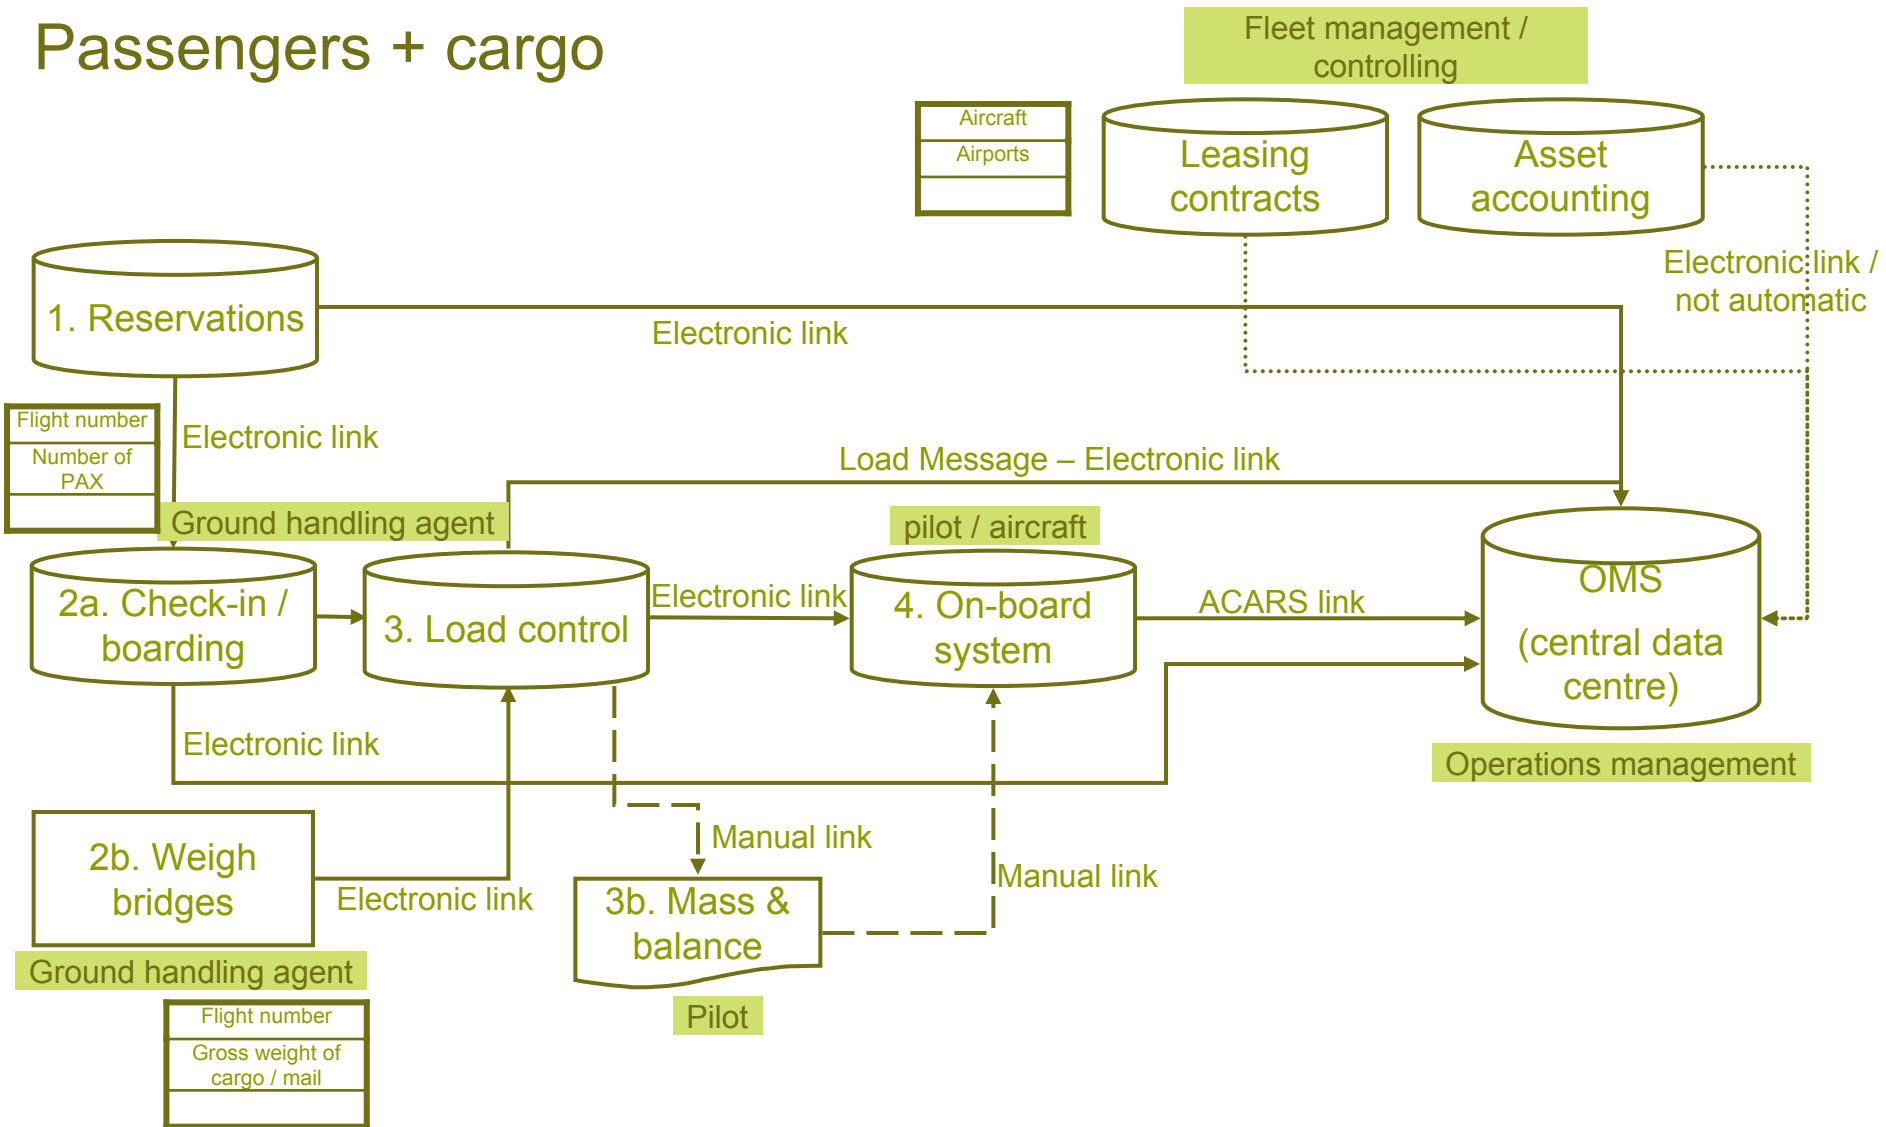 Passengers + cargo
Fleet management /
controlling
Aircraft
Airports
Leasing
contracts
Asset
accounting
Electronic link /
not automatic
1. Reservations
Electronic link
Flight number
Number of
PAX
Electronic link
Load Message – Electronic link
Ground handling agent
pilot / aircraft
2a. Check-in /
boarding
3. Load control
Electronic link
4. On-board
system
ACARS link
OMS
(central data
centre)
Operations management
Electronic link
2b. Weigh
bridges
Electronic link
Manual link
3b. Mass &
balance
Manual link
Ground handling agent
Pilot
Flight number
Gross weight of
cargo / mail